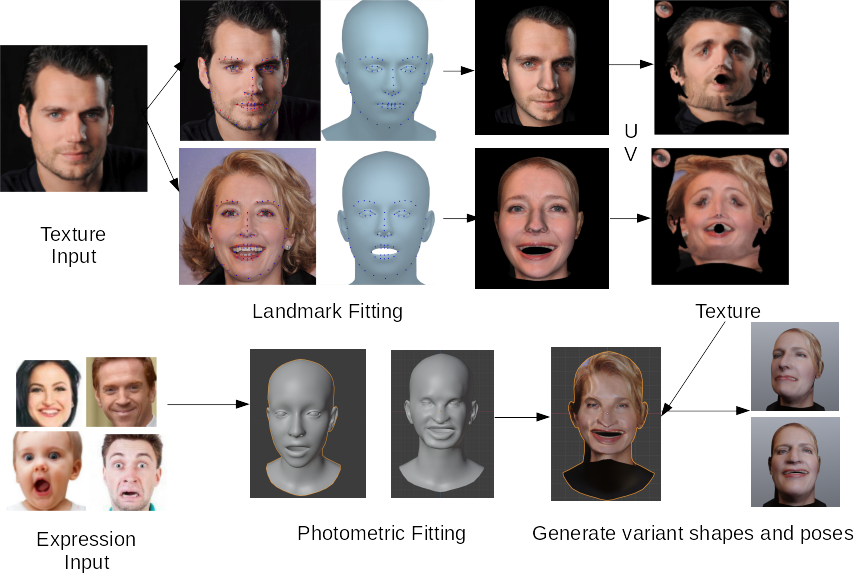 U
V
Texture
Input
Landmark Fitting
Texture
Photometric Fitting
Generate variant shapes and poses
Expression
Input